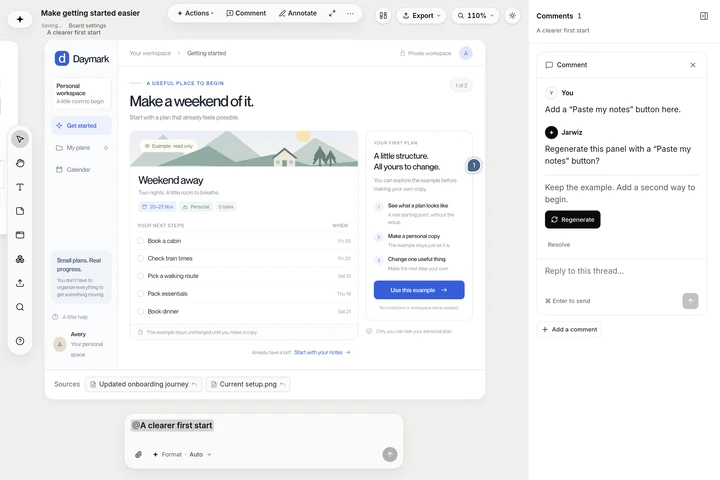 Make getting started easier
Saving... Board settings
Actions
Comment
Annotate
Export
110%
A clearer first start
Daymark
Personal workspace
A little room to begin
Get started
My plans 0
Calendar
Small plans. Real progress.
You don't have to organize everything to get something moving.
A little help
A
Avery
Your personal space
Your workspace
Getting started
Private workspace
A
A USEFUL PLACE TO BEGIN
1 of 2
Make a weekend of it.
Start with a plan that already feels possible.
Example · read only
Weekend away
Two nights. A little room to breathe.
20–22 Nov
Personal
5 tasks
YOUR NEXT STEPS WHEN
Book a cabin Fri 20
Check train times Fri 20
Pick a walking route Sat 21
Pack essentials Thu 19
Book dinner Sat 21
This example stays unchanged until you make a copy.
Already have a list? Start with your notes →
YOUR FIRST PLAN
A little structure.
All yours to change.
You can explore the example before making your own copy.
1
See what a plan looks like
A real starting point, without the setup.
2
Make a personal copy
The example stays just as it is.
3
Change one useful thing
Make the next step your own.
Use this example →
No invitations or workspace setup needed.
Only you can see your personal plan.
1
Sources
Updated onboarding journey
Current setup.png
@A clearer first start
Format · Auto
Comments 1
A clearer first start
Comment
Y
You
Add a “Paste my notes” button here.
Janwiz
Regenerate this panel with a “Paste my
notes” button?
Keep the example. Add a second way to
begin.
Regenerate
Resolve
Reply to this thread...
⌘ Enter to send
Add a comment